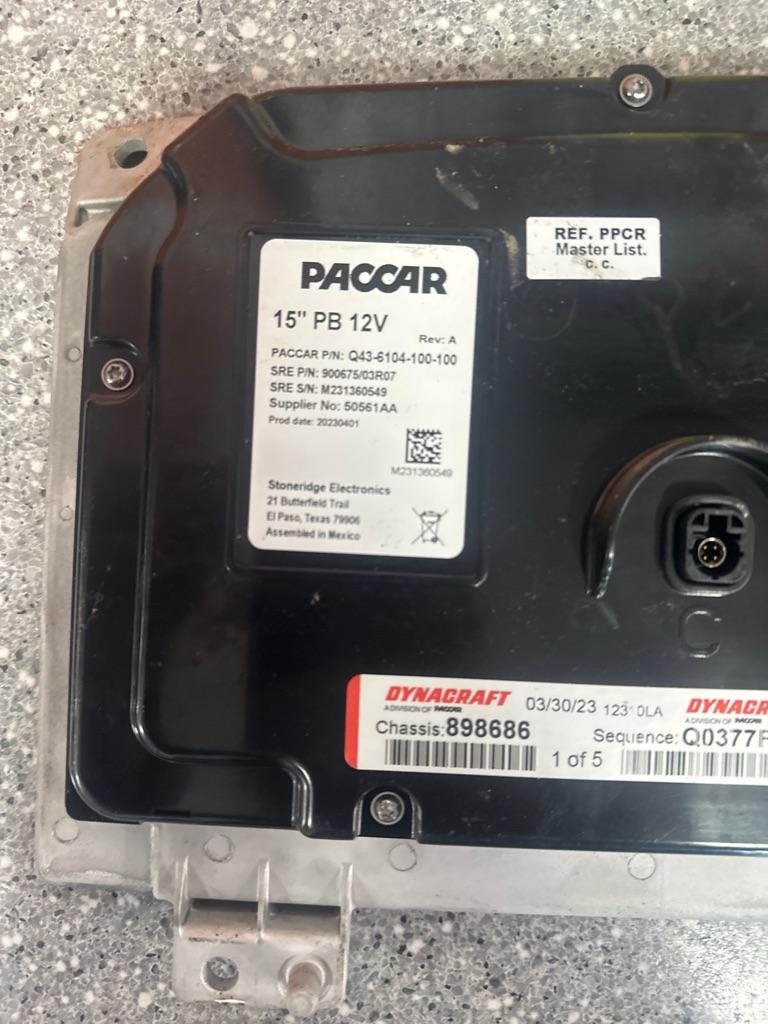 PACCAR
15" PB 12V
Rev: A
PACCAR P/N: Q43-6104-100-100
SRE P/N: 900675/03R07
SRE S/N: M231360549
Supplier No: 50561AA
Prod date: 20230401
M231360549
Stoneridge Electronics
21 Butterfield Trail
El Paso, Texas 79906
Assembled in Mexico
REF. PPCR
Master List.
c. c.
C
DYNACRAFT 03/30/23 DYNACR
A DIVISION OF PACCAR A DIVISION OF PACCAR
Chassis:898686 Sequence:Q0377
1 of 5